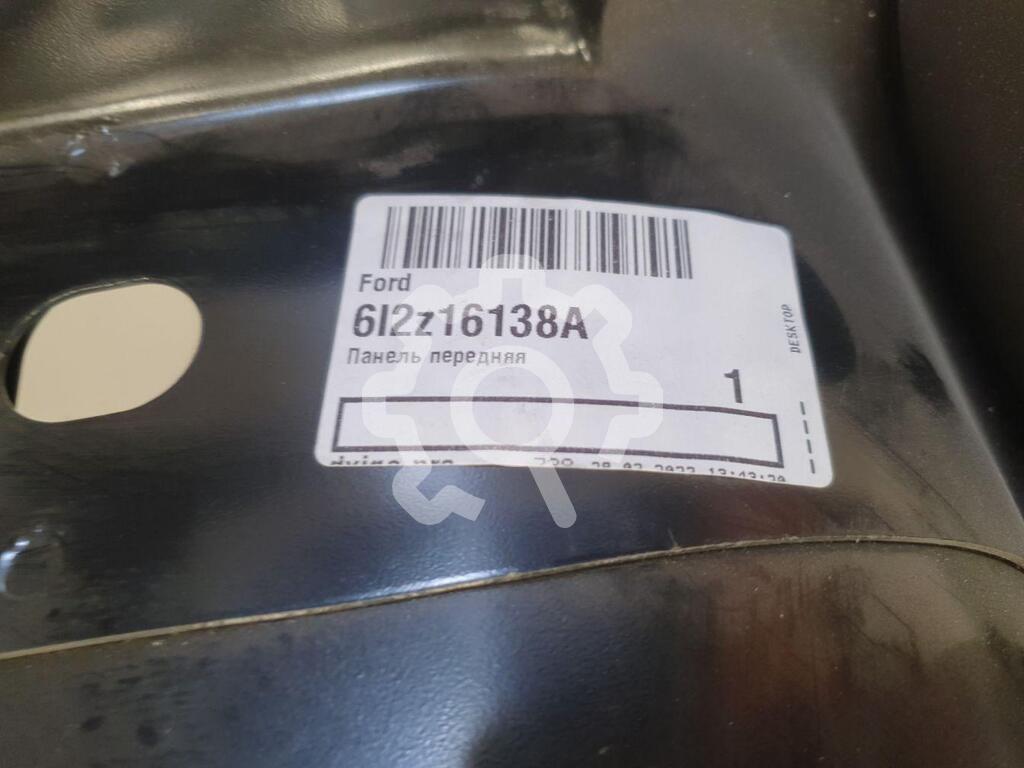 Ford
6l2z16138A
Панель передняя
1
DESKTOP